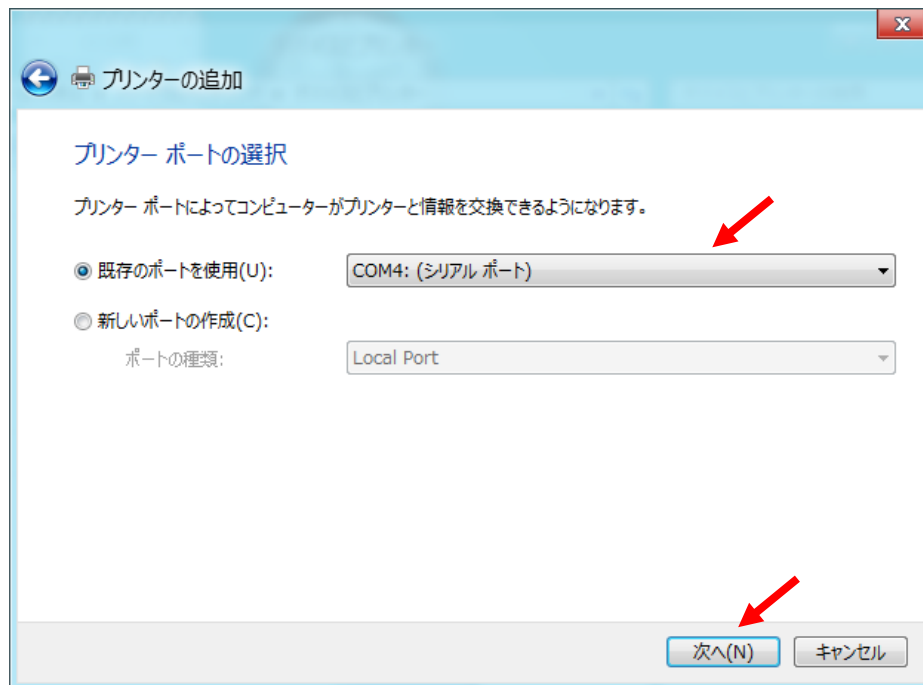 プリンターの追加
プリンター ポートの選択
プリンター ポートによってコンピューターがプリンターと情報を交換できるようになります。
既存のポートを使用(U): COM4: (シリアル ポート)
新しいポートの作成(C):
ポートの種類: Local Port
次へ(N) キャンセル